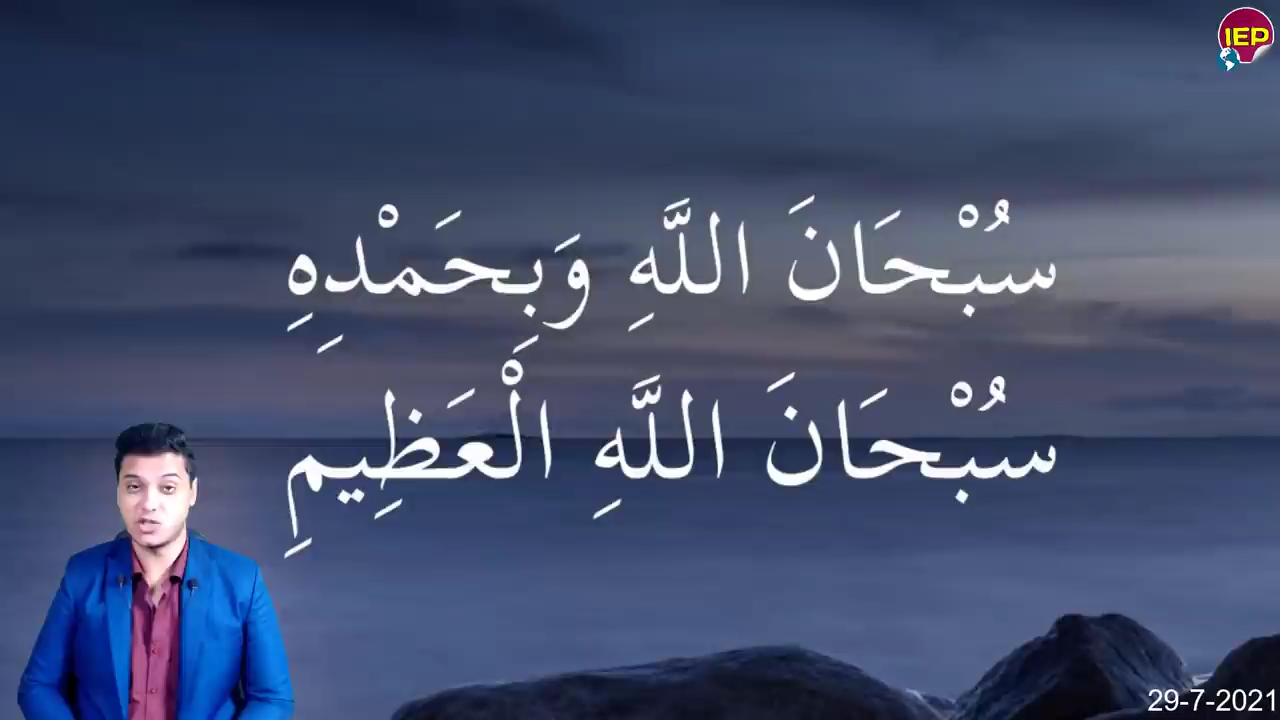 IEP
سُبْحَانَ اللَّهِ وَبِحَمْدِهِ
سُبْحَانَ اللَّهِ الْعَظِيمِ
29-7-2021